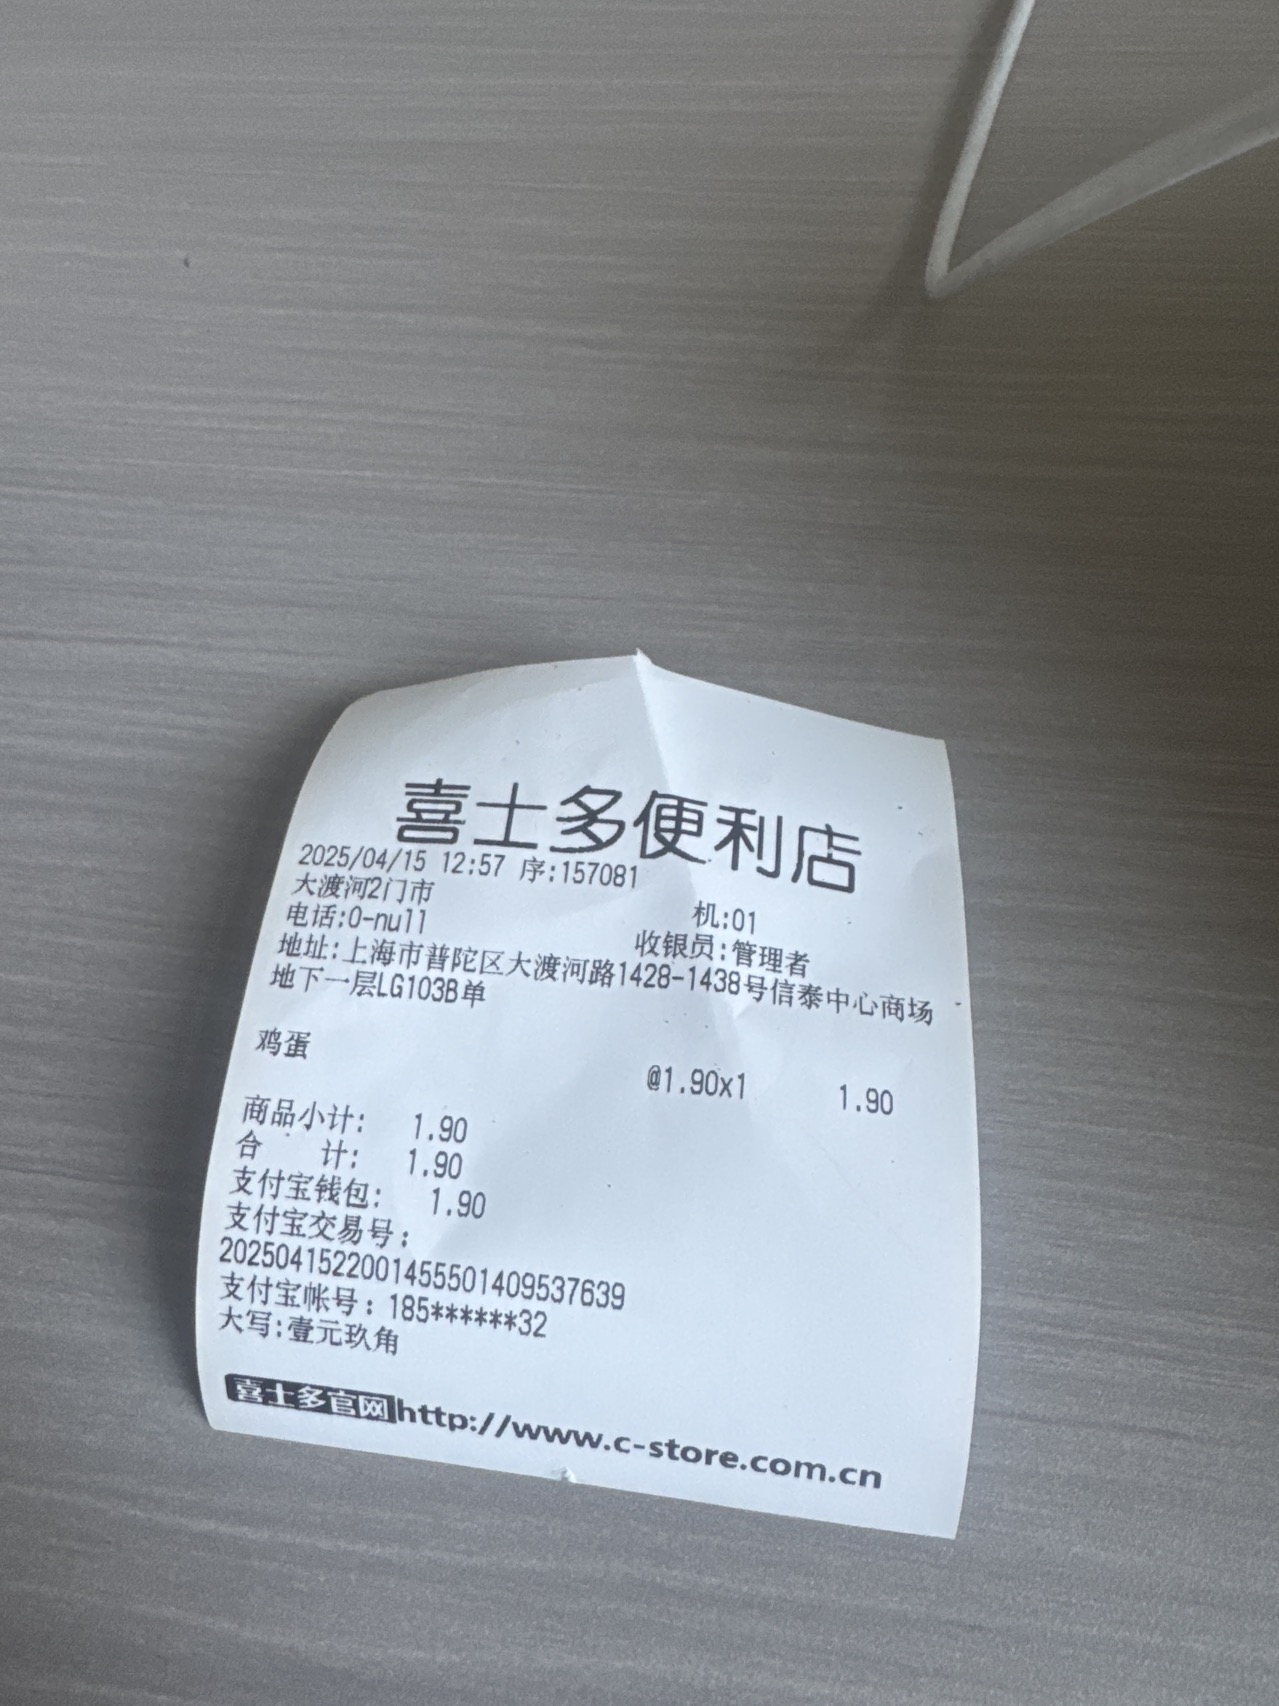 喜士多便利店
2025/04/15 12:57 序:157081
大渡河2门市 机:01
电话:0-null 收银员:管理者
地址:上海市普陀区大渡河路1428-1438号信泰中心商场
地下一层LG103B单
鸡蛋
@1.90x1 1.90
商品小计: 1.90
合 计: 1.90
支付宝钱包: 1.90
支付宝交易号:
2025041522001455501409537639
支付宝帐号:185******32
大写:壹元玖角
喜士多官网http://www.c-store.com.cn